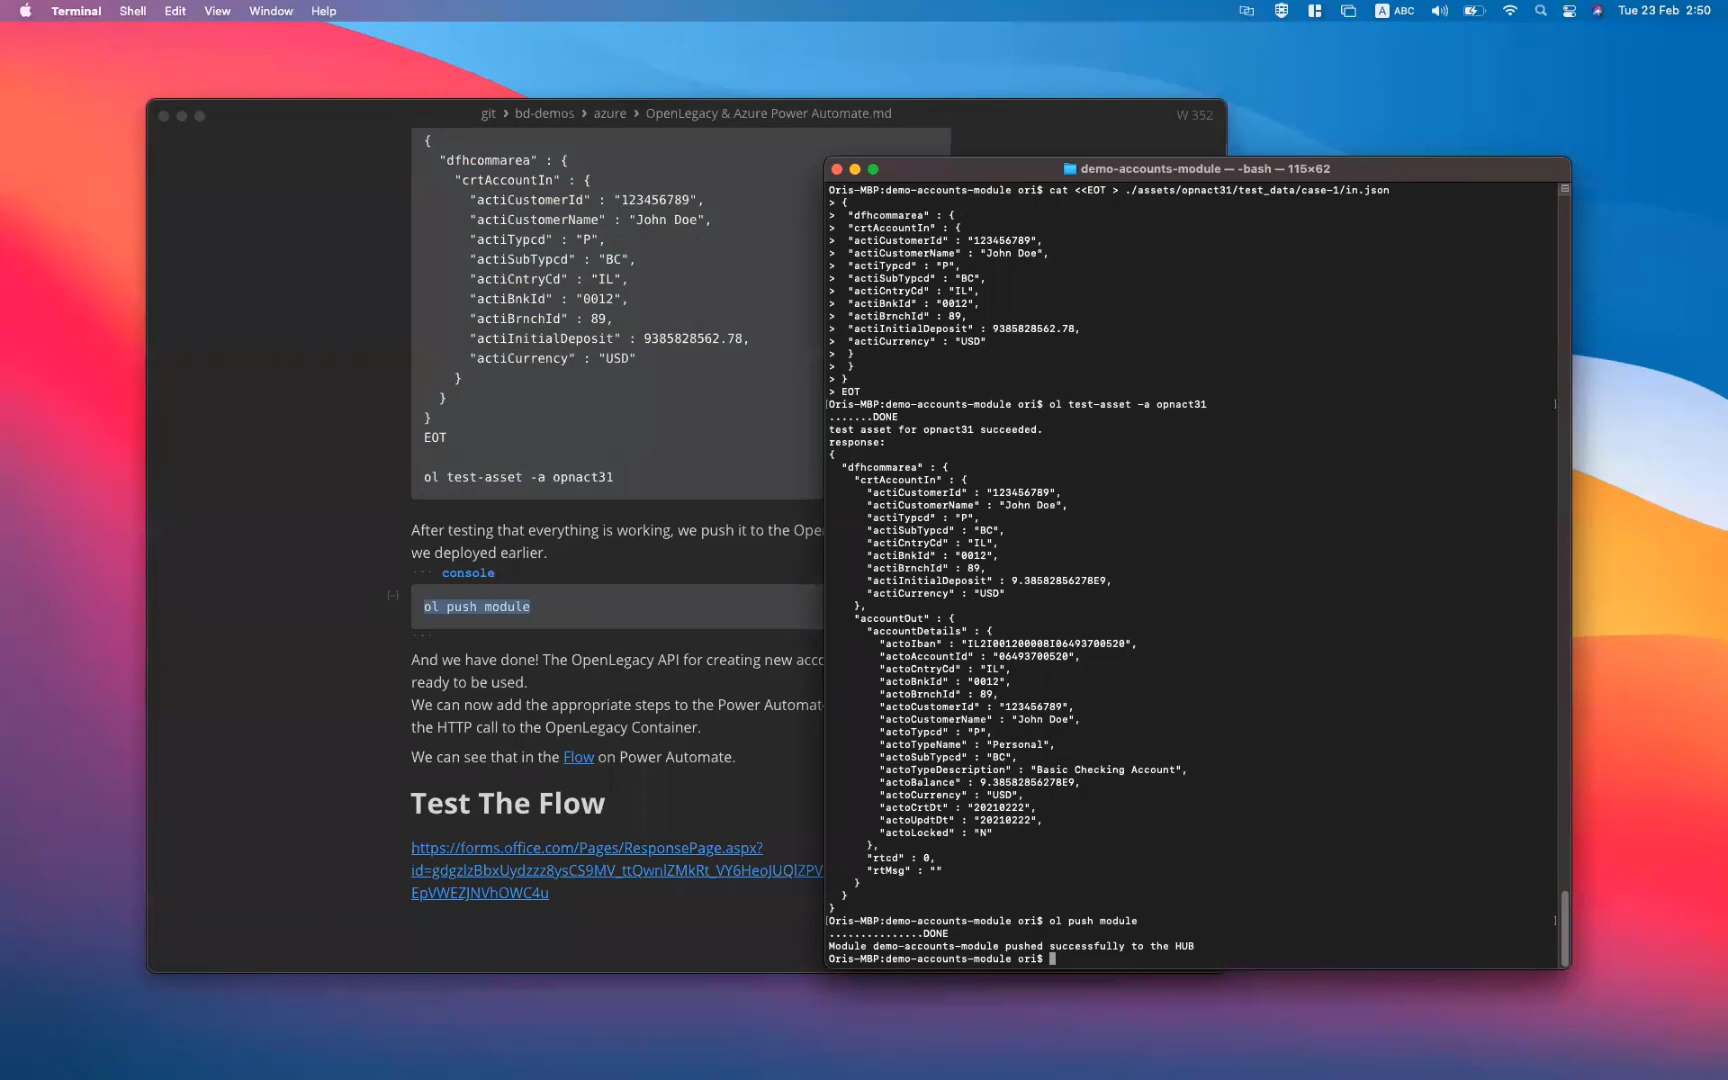 Terminal Shell Edit View Window Help
A ABC Tue 23 Feb 2:50
git › bd-demos › azure › OpenLegacy & Azure Power Automate.md
W 352
{
"dfhcommarea" : {
"crtAccountIn" : {
"actiCustomerId" : "123456789",
"actiCustomerName" : "John Doe",
"actiTypcd" : "P",
"actiSubTypcd" : "BC",
"actiCntryCd" : "IL",
"actiBnkId" : "0012",
"actiBrnchId" : 89,
"actiInitialDeposit" : 9385828562.78,
"actiCurrency" : "USD"
}
}
}
EOT
ol test-asset -a opnact31
After testing that everything is working, we push it to the Ope
we deployed earlier.
``` console
ol push module
```
And we have done! The OpenLegacy API for creating new acco
ready to be used.
We can now add the appropriate steps to the Power Automat
the HTTP call to the OpenLegacy Container.
We can see that in the Flow on Power Automate.
Test The Flow
https://forms.office.com/Pages/ResponsePage.aspx?
id=gdgzlzBbxUydzzz8ysCS9MV_ttQwnlZMkRt_VY6HeoJUQlZPV
EpVWEZJNVhOWC4u
demo-accounts-module — -bash — 115×62
Oris-MBP:demo-accounts-module ori$ cat <<EOT > ./assets/opnact31/test_data/case-1/in.json
> {
> "dfhcommarea" : {
> "crtAccountIn" : {
> "actiCustomerId" : "123456789",
> "actiCustomerName" : "John Doe",
> "actiTypcd" : "P",
> "actiSubTypcd" : "BC",
> "actiCntryCd" : "IL",
> "actiBnkId" : "0012",
> "actiBrnchId" : 89,
> "actiInitialDeposit" : 9385828562.78,
> "actiCurrency" : "USD"
> }
> }
> }
> EOT
[Oris-MBP:demo-accounts-module ori$ ol test-asset -a opnact31 ]
.......DONE
test asset for opnact31 succeeded.
response:
{
"dfhcommarea" : {
"crtAccountIn" : {
"actiCustomerId" : "123456789",
"actiCustomerName" : "John Doe",
"actiTypcd" : "P",
"actiSubTypcd" : "BC",
"actiCntryCd" : "IL",
"actiBnkId" : "0012",
"actiBrnchId" : 89,
"actiInitialDeposit" : 9.38582856278E9,
"actiCurrency" : "USD"
},
"accountOut" : {
"accountDetails" : {
"actoIban" : "IL2I001200008I06493700520",
"actoAccountId" : "06493700520",
"actoCntryCd" : "IL",
"actoBnkId" : "0012",
"actoBrnchId" : 89,
"actoCustomerId" : "123456789",
"actoCustomerName" : "John Doe",
"actoTypcd" : "P",
"actoTypeName" : "Personal",
"actoSubTypcd" : "BC",
"actoTypeDescription" : "Basic Checking Account",
"actoBalance" : 9.38582856278E9,
"actoCurrency" : "USD",
"actoCrtDt" : "20210222",
"actoUpdtDt" : "20210222",
"actoLocked" : "N"
},
"rtcd" : 0,
"rtMsg" : ""
}
}
}
[Oris-MBP:demo-accounts-module ori$ ol push module ]
...............DONE
Module demo-accounts-module pushed successfully to the HUB
Oris-MBP:demo-accounts-module ori$